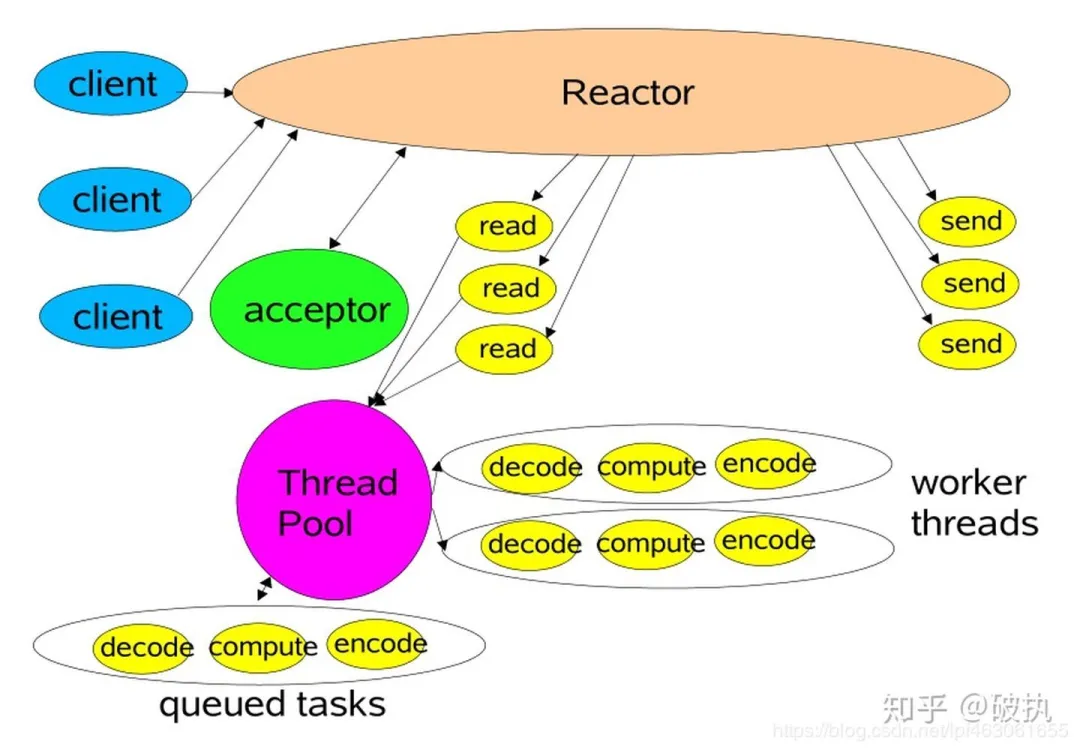 client
Reactor
client
client
acceptor
read
read
read
send
send
send
Thread
Pool
decode compute encode
decode compute encode
worker
threads
decode compute encode
queued tasks
知乎 @破执
https://blog.csdn.net/lpl463061655